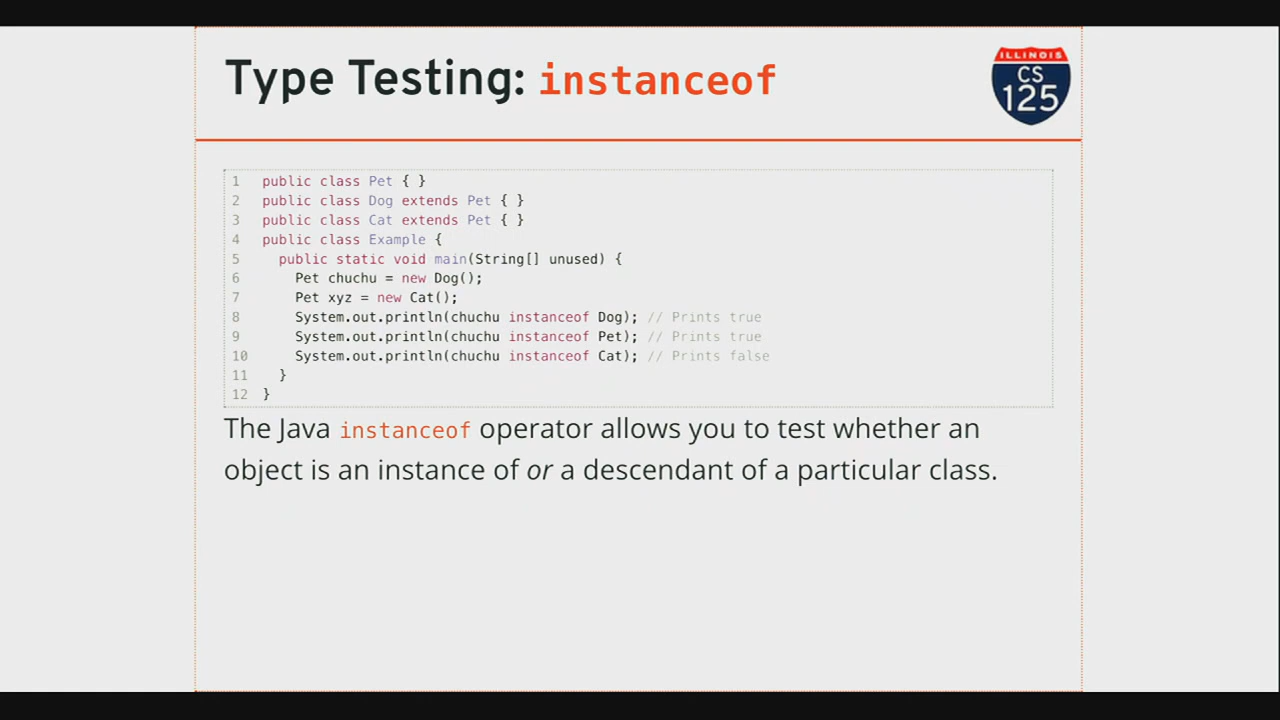 Type Testing: instanceof
ILLINOIS
CS
125
1 public class Pet { }
2 public class Dog extends Pet { }
3 public class Cat extends Pet { }
4 public class Example {
5   public static void main(String[] unused) {
6     Pet chuchu = new Dog();
7     Pet xyz = new Cat();
8     System.out.println(chuchu instanceof Dog); // Prints true
9     System.out.println(chuchu instanceof Pet); // Prints true
10     System.out.println(chuchu instanceof Cat); // Prints false
11   }
12 }
The Java instanceof operator allows you to test whether an
object is an instance of or a descendant of a particular class.